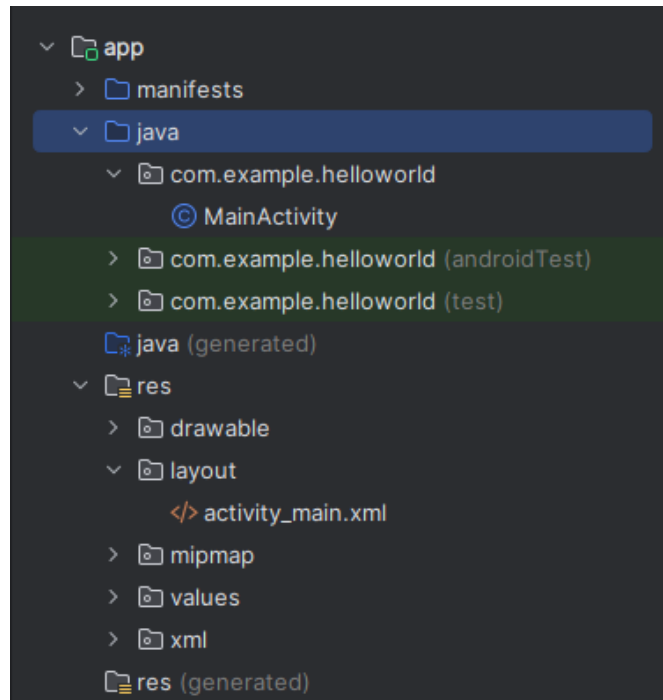 app
manifests
java
com.example.helloworld
MainActivity
com.example.helloworld (androidTest)
com.example.helloworld (test)
java (generated)
res
drawable
layout
activity_main.xml
mipmap
values
xml
res (generated)